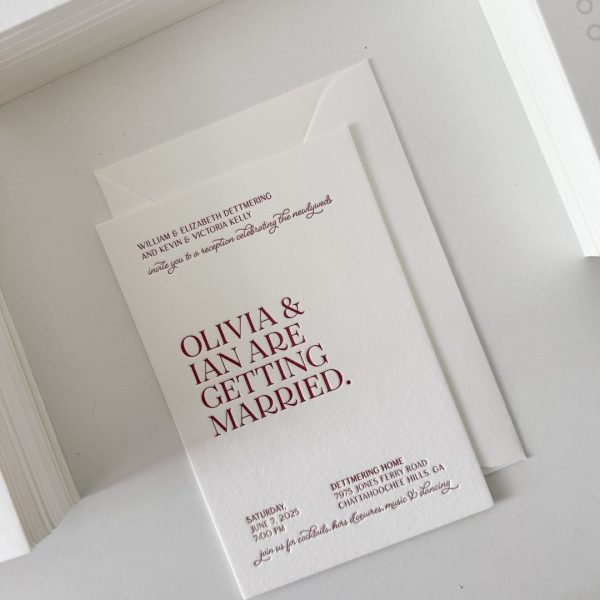 WILLIAM & ELIZABETH DETTMERING
AND KEVIN & VICTORIA KELLY
invite you to a reception celebrating the newlyweds
OLIVIA &
IAN ARE
GETTING
MARRIED.
SATURDAY,
JUNE 7, 2025
7:00 PM
DETTMERING HOME
7975 JONES FERRY ROAD
CHATTAHOOCHEE HILLS, GA
join us for cocktails, hors d'oeuvres, music & dancing